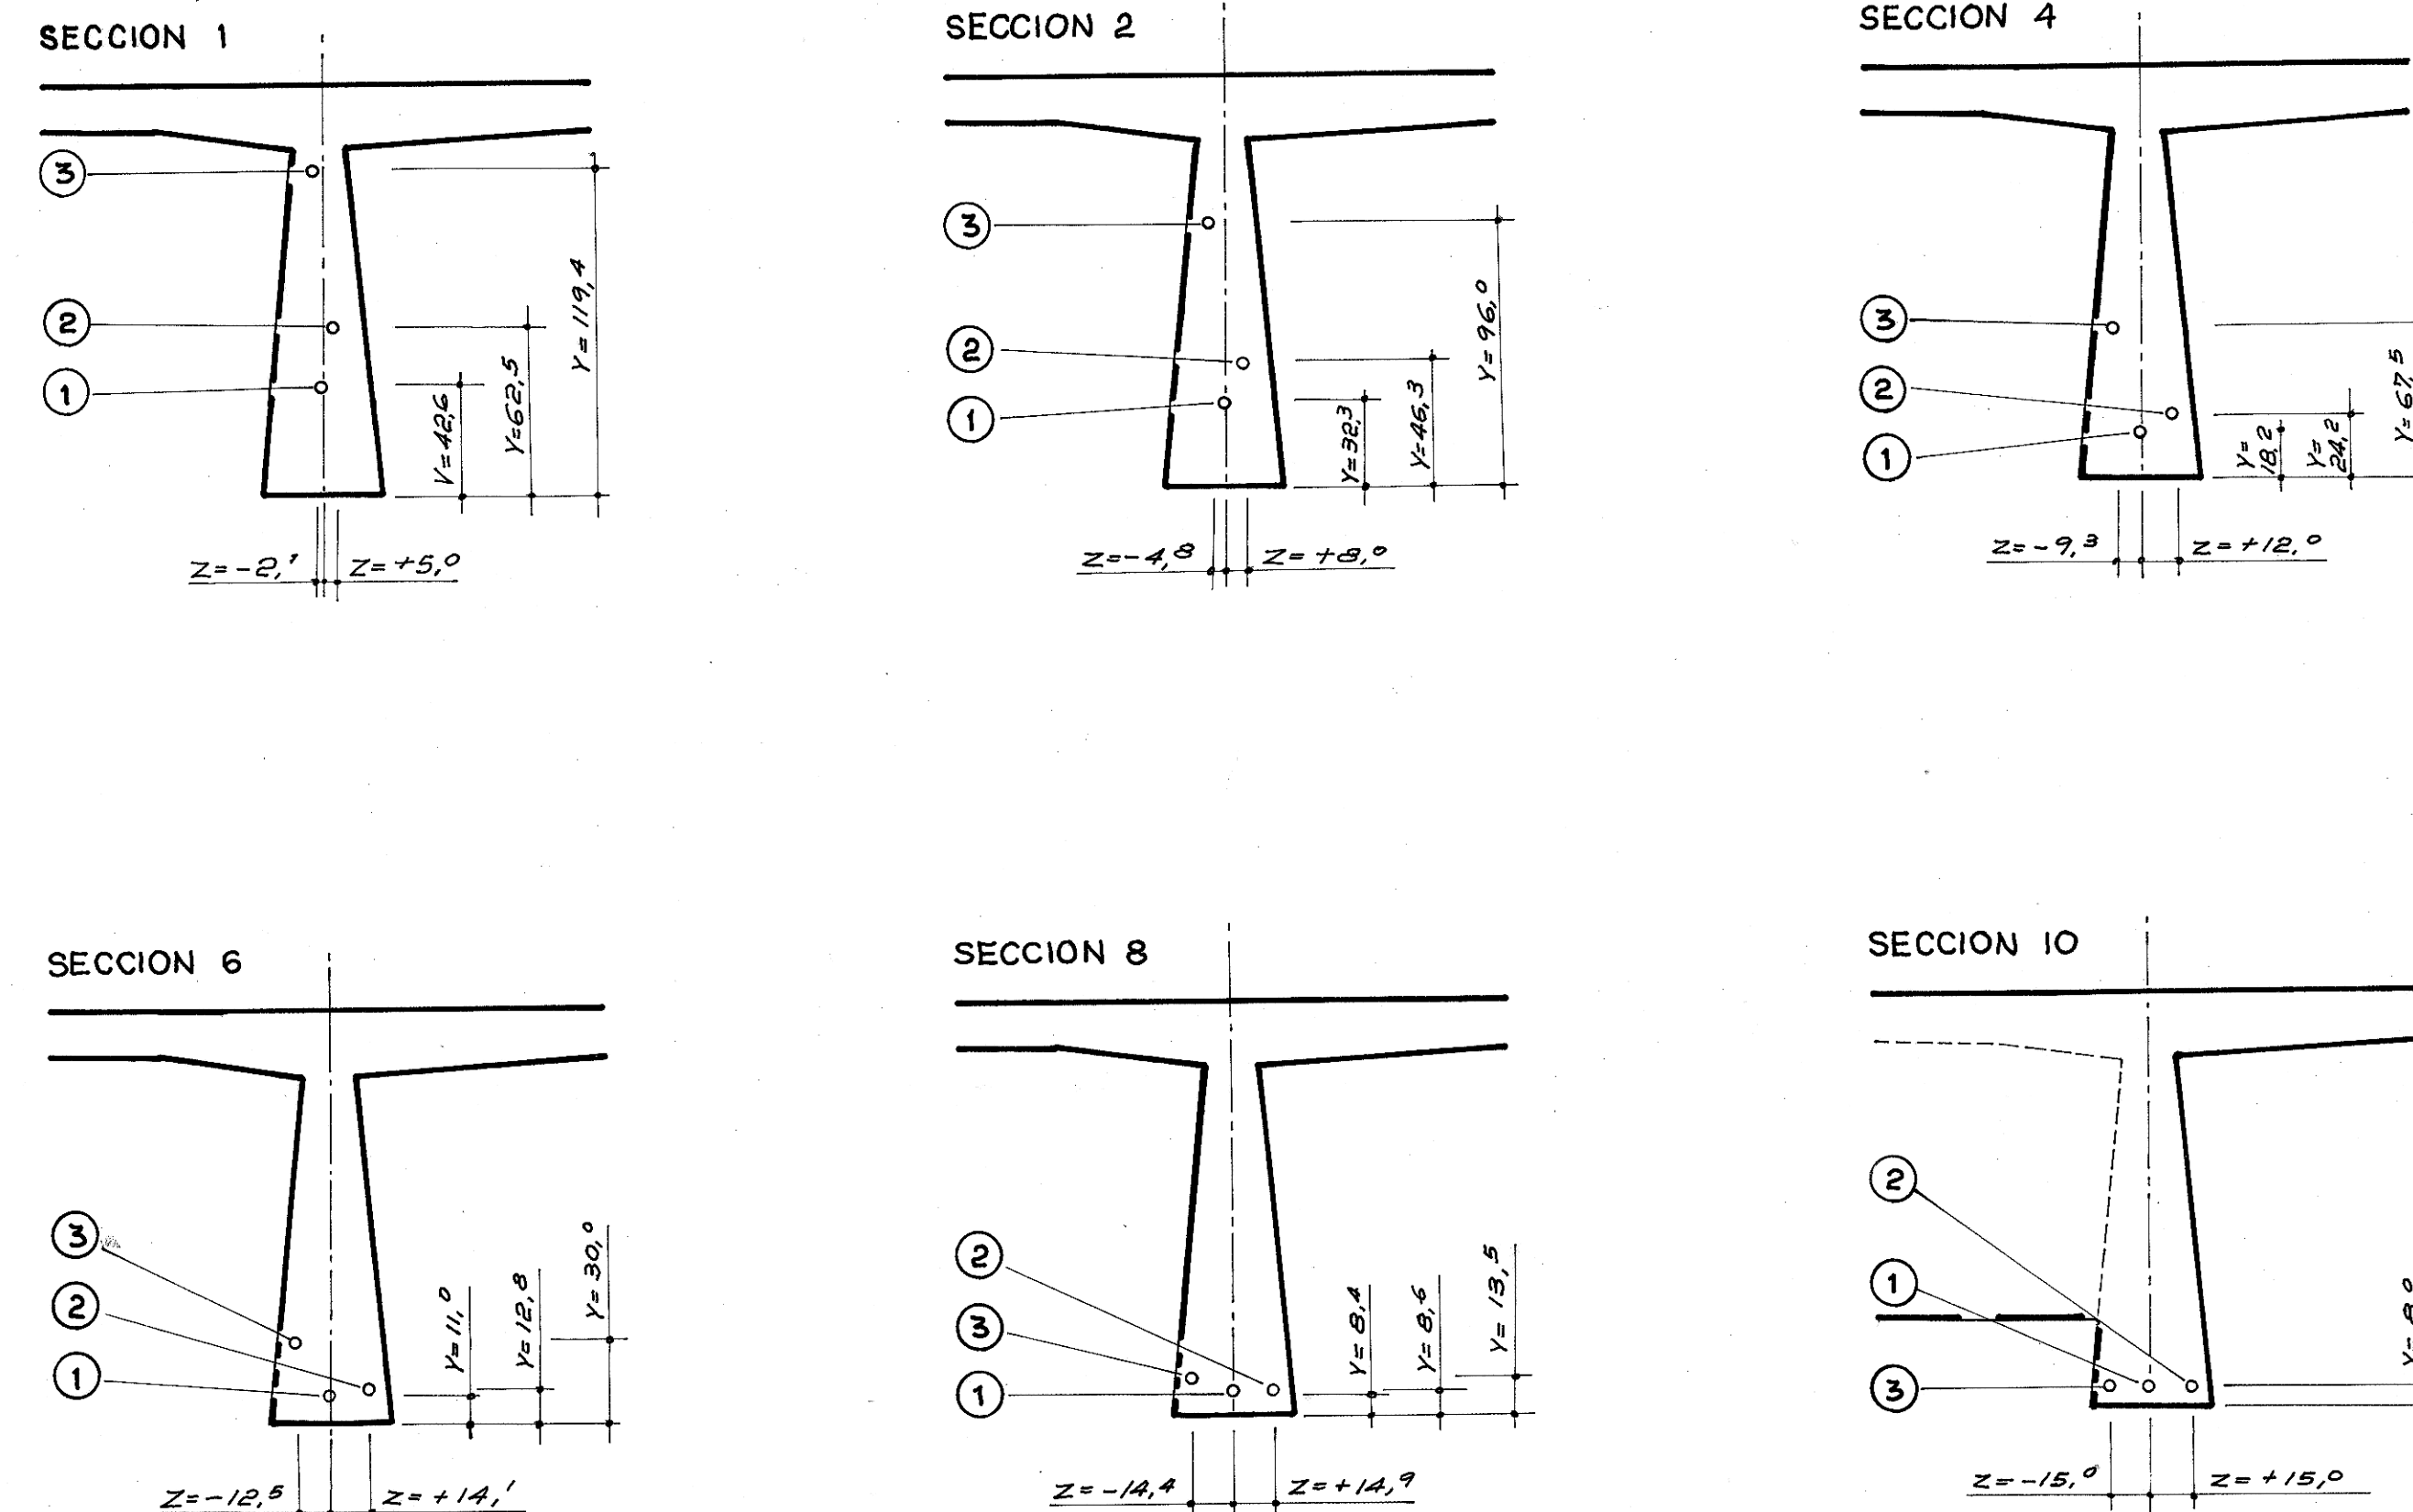 SECCION 1
3
2
1
Y=42,6
Y=62,5
Y=119,4
Z=-2,1
Z=+5,0
SECCION 2
3
2
1
Y=32,3
Y=46,3
Y=96,0
Z=-4,8
Z=+8,0
SECCION 4
3
2
1
Y=
18,2
Y=
24,2
Y=67,5
Z=-9,3
Z=+12,0
SECCION 6
3
2
1
Y=11,0
Y=12,8
Y=30,0
Z=-12,5
Z=+14,1
SECCION 8
2
3
1
Y=8,4
Y=8,6
Y=13,5
Z=-14,4
Z=+14,9
SECCION 10
2
1
3
Y=8,0
Z=-15,0
Z=+15,0